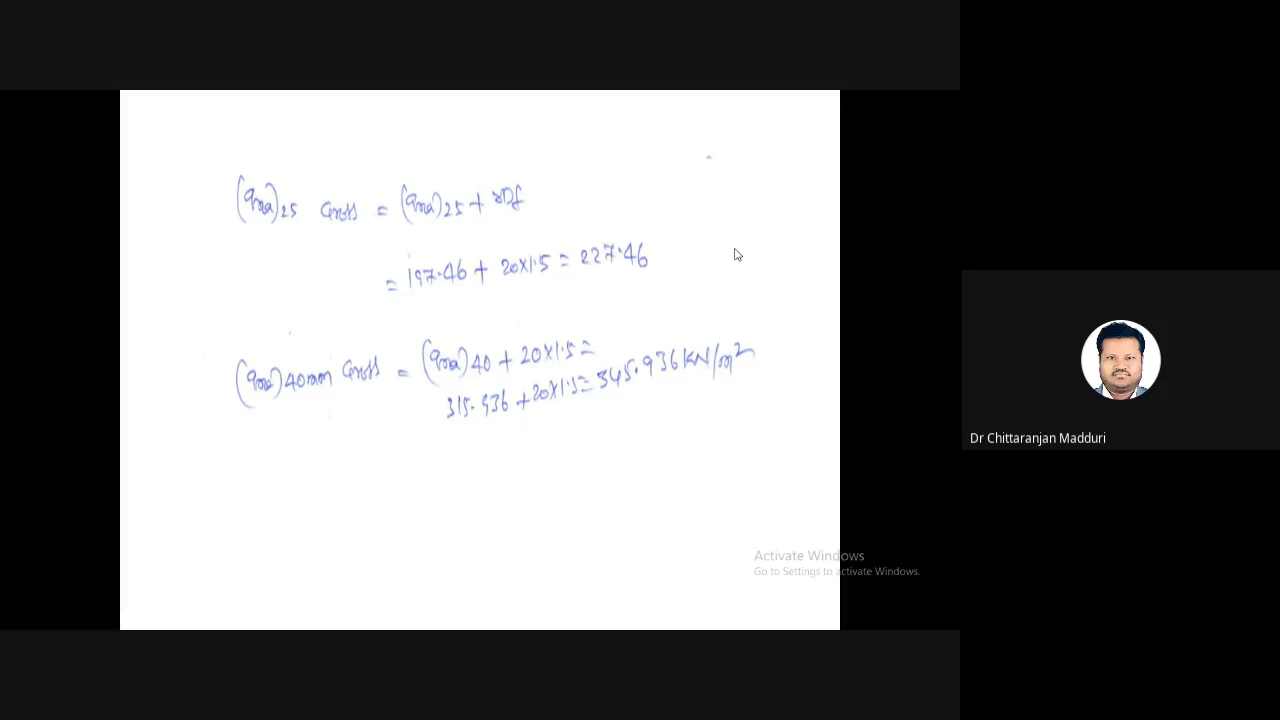 (qna)25 Gross = (qna)25 + γDf
= 197.46 + 20×1.5 = 227.46
(qna)40mm Gross = (qna)40 + 20×1.5 =
315.936 + 20×1.5 = 345.936 KN/m²
Dr Chittaranjan Madduri
Activate Windows
Go to Settings to activate Windows.